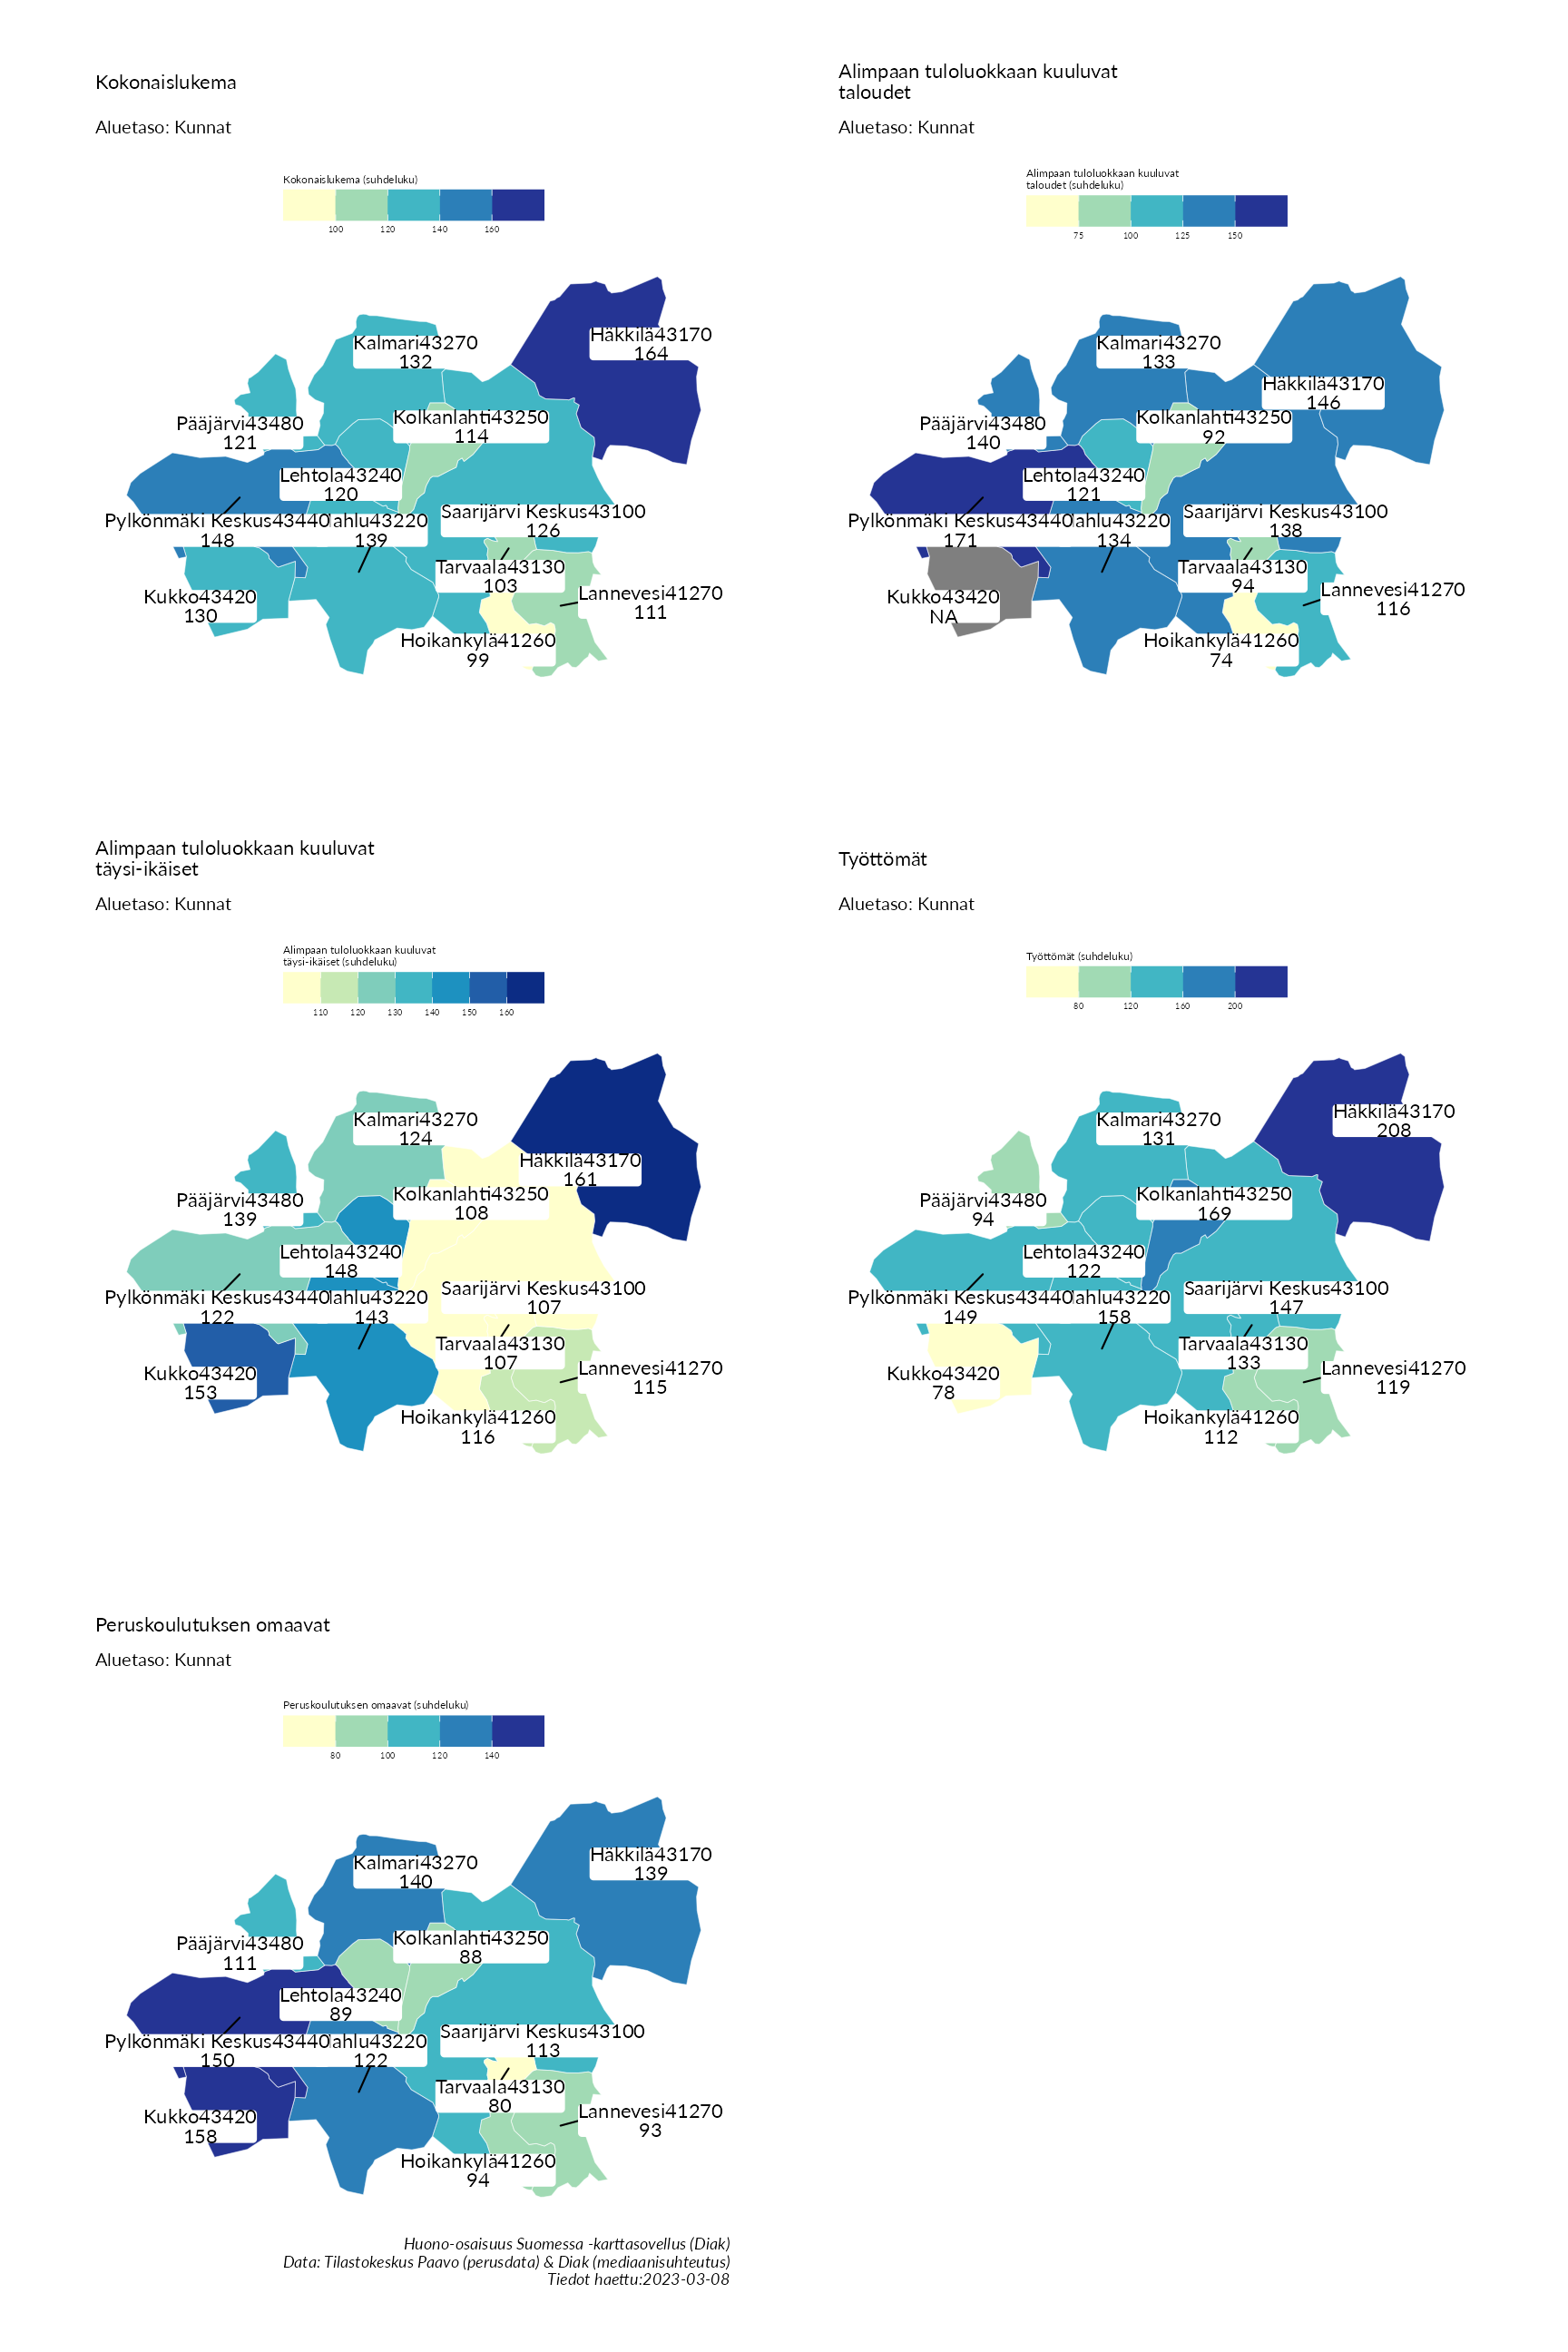 Kokonaislukema
Aluetaso: Kunnat
Kokonaislukema (suhdeluku)
100 120 140 160
Häkkilä43170
164
Kalmari43270
132
Kolkanlahti43250
114
Pääjärvi43480
121
Lehtola43240
120
Saarijärvi Keskus43100
126
Pylkönmäki Keskus43440
148
ahlu43220
139
Tarvaala43130
103
Lannevesi41270
111
Kukko43420
130
Hoikankylä41260
99
Alimpaan tuloluokkaan kuuluvat
taloudet
Aluetaso: Kunnat
Alimpaan tuloluokkaan kuuluvat
taloudet (suhdeluku)
75 100 125 150
Kalmari43270
133
Häkkilä43170
146
Kolkanlahti43250
92
Pääjärvi43480
140
Lehtola43240
121
Saarijärvi Keskus43100
138
Pylkönmäki Keskus43440
171
ahlu43220
134
Tarvaala43130
94
Lannevesi41270
116
Kukko43420
NA
Hoikankylä41260
74
Alimpaan tuloluokkaan kuuluvat
täysi-ikäiset
Aluetaso: Kunnat
Alimpaan tuloluokkaan kuuluvat
täysi-ikäiset (suhdeluku)
110 120 130 140 150 160
Kalmari43270
124
Häkkilä43170
161
Kolkanlahti43250
108
Pääjärvi43480
139
Lehtola43240
148
Saarijärvi Keskus43100
107
Pylkönmäki Keskus43440
122
ahlu43220
143
Tarvaala43130
107
Lannevesi41270
115
Kukko43420
153
Hoikankylä41260
116
Työttömät
Aluetaso: Kunnat
Työttömät (suhdeluku)
80 120 160 200
Häkkilä43170
208
Kalmari43270
131
Kolkanlahti43250
169
Pääjärvi43480
94
Lehtola43240
122
Saarijärvi Keskus43100
147
Pylkönmäki Keskus43440
149
ahlu43220
158
Tarvaala43130
133
Lannevesi41270
119
Kukko43420
78
Hoikankylä41260
112
Peruskoulutuksen omaavat
Aluetaso: Kunnat
Peruskoulutuksen omaavat (suhdeluku)
80 100 120 140
Häkkilä43170
139
Kalmari43270
140
Kolkanlahti43250
88
Pääjärvi43480
111
Lehtola43240
89
Saarijärvi Keskus43100
113
Pylkönmäki Keskus43440
150
ahlu43220
122
Tarvaala43130
80
Lannevesi41270
93
Kukko43420
158
Hoikankylä41260
94
Huono-osaisuus Suomessa -karttasovellus (Diak)
Data: Tilastokeskus Paavo (perusdata) & Diak (mediaanisuhteutus)
Tiedot haettu:2023-03-08